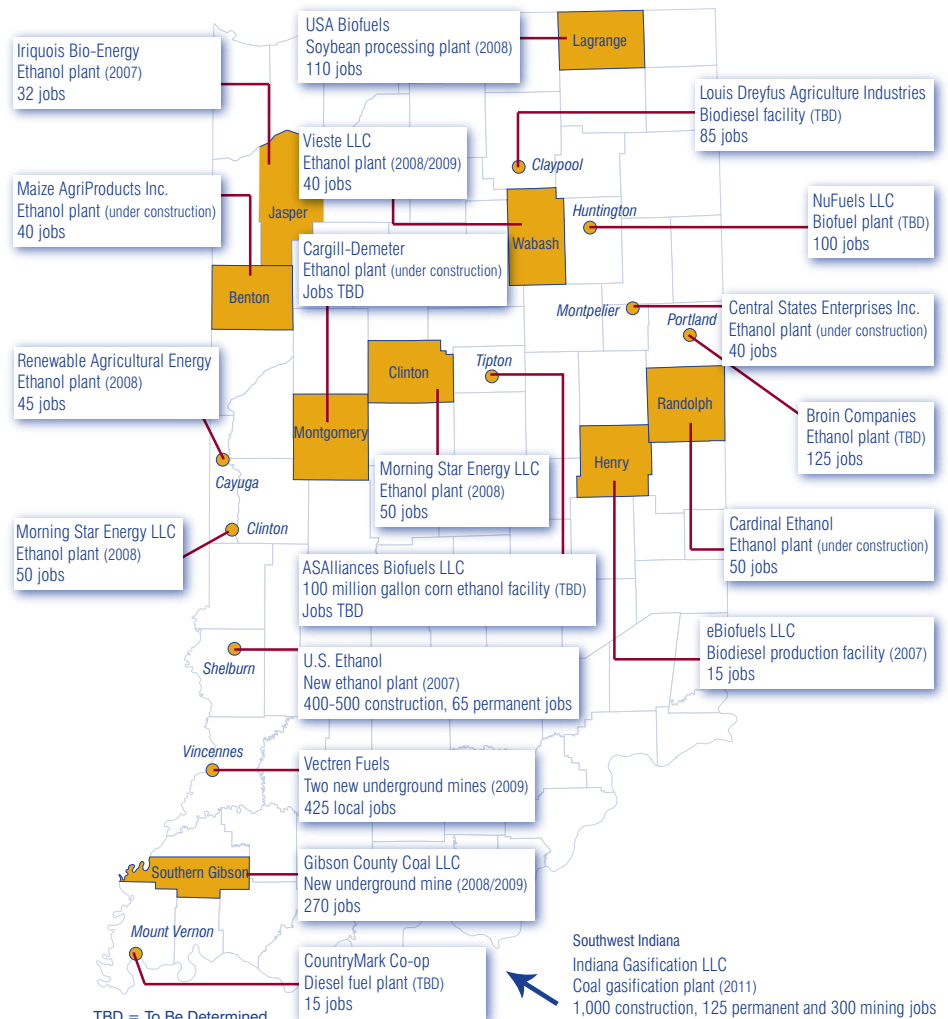 USA Biofuels
Soybean processing plant (2008)
110 jobs
Lagrange
Iriquois Bio-Energy
Ethanol plant (2007)
32 jobs
Louis Dreyfus Agriculture Industries
Biodiesel facility (TBD)
85 jobs
Vieste LLC
Ethanol plant (2008/2009)
40 jobs
Claypool
Maize AgriProducts Inc.
Ethanol plant (under construction)
40 jobs
Jasper
Huntington
NuFuels LLC
Biofuel plant (TBD)
100 jobs
Wabash
Cargill-Demeter
Ethanol plant (under construction)
Jobs TBD
Benton
Montpelier
Portland
Central States Enterprises Inc.
Ethanol plant (under construction)
40 jobs
Renewable Agricultural Energy
Ethanol plant (2008)
45 jobs
Clinton
Tipton
Randolph
Broin Companies
Ethanol plant (TBD)
125 jobs
Montgomery
Henry
Cayuga
Morning Star Energy LLC
Ethanol plant (2008)
50 jobs
Morning Star Energy LLC
Ethanol plant (2008)
50 jobs
Clinton
Cardinal Ethanol
Ethanol plant (under construction)
50 jobs
ASAlliances Biofuels LLC
100 million gallon corn ethanol facility (TBD)
Jobs TBD
eBiofuels LLC
Biodiesel production facility (2007)
15 jobs
Shelburn
U.S. Ethanol
New ethanol plant (2007)
400-500 construction, 65 permanent jobs
Vincennes
Vectren Fuels
Two new underground mines (2009)
425 local jobs
Southern Gibson
Gibson County Coal LLC
New underground mine (2008/2009)
270 jobs
Mount Vernon
CountryMark Co-op
Diesel fuel plant (TBD)
15 jobs
Southwest Indiana
Indiana Gasification LLC
Coal gasification plant (2011)
1,000 construction, 125 permanent and 300 mining jobs
TBD = To Be Determined